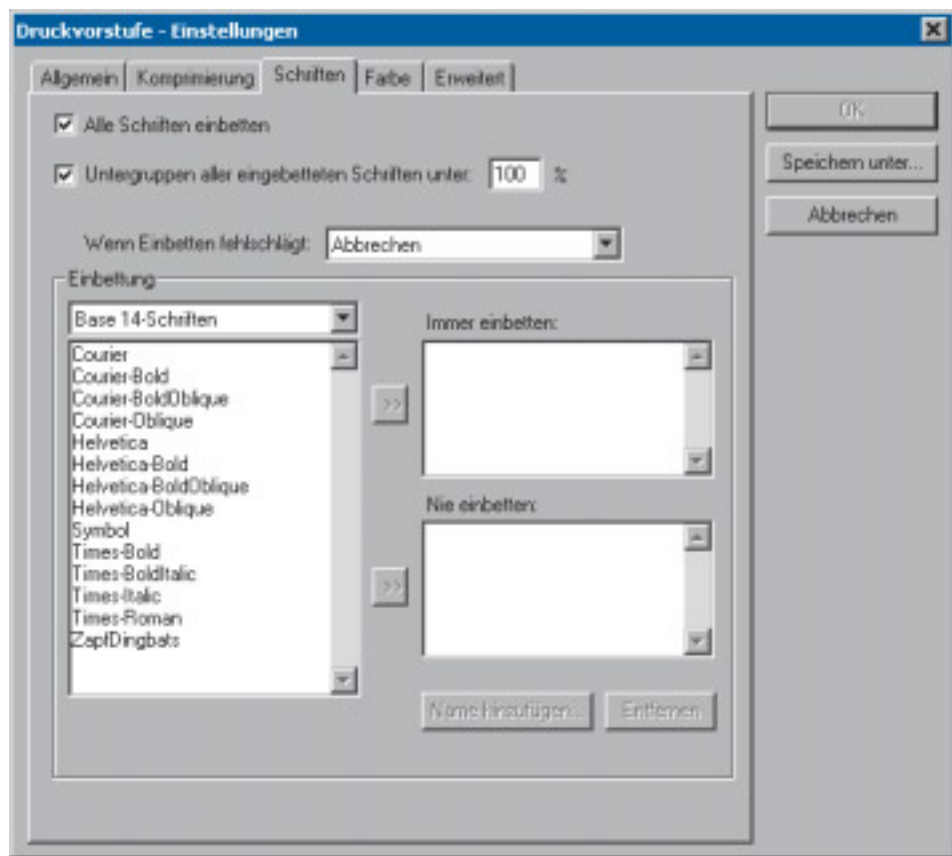 Druckvorstufe - Einstellungen
Allgemein Komprimierung Schriften Farbe Erweitert
Alle Schriften einbetten
Untergruppen aller eingebetteten Schriften unter: 100 %
Wenn Einbetten fehlschlägt: Abbrechen
Einbettung
Base 14-Schriften
Courier
Courier-Bold
Courier-BoldOblique
Courier-Oblique
Helvetica
Helvetica-Bold
Helvetica-BoldOblique
Helvetica-Oblique
Symbol
Times-Bold
Times-BoldItalic
Times-Italic
Times-Roman
ZapfDingbats
>>
>>
Immer einbetten:
Nie einbetten:
Name hinzufügen... Entfernen
OK
Speichern unter...
Abbrechen